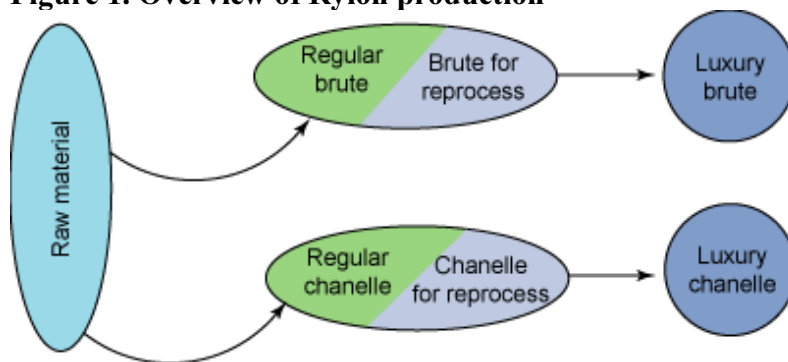 Figure 1. Overview of Rylon production
Raw material
Regular
brute
Brute for
reprocess
Luxury
brute
Regular
chanelle
Chanelle
for reprocess
Luxury
chanelle